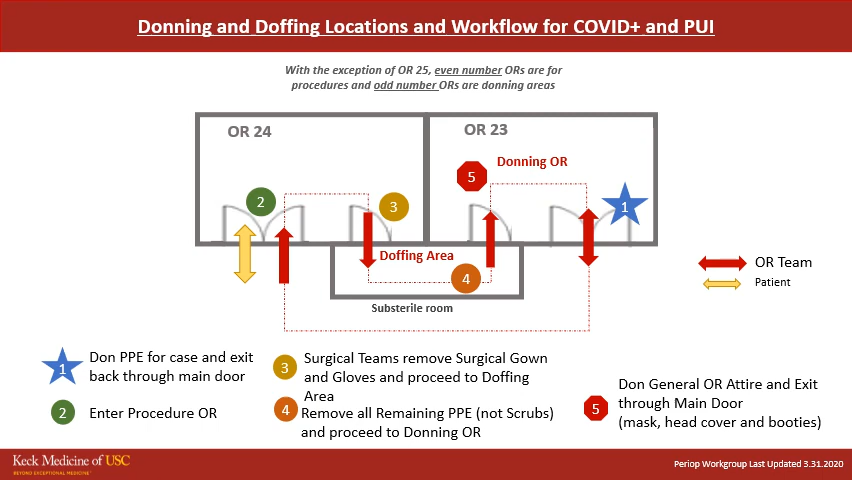 Donning and Doffing Locations and Workflow for COVID+ and PUI
With the exception of OR 25, even number ORs are for
procedures and odd number ORs are donning areas
OR 24
OR 23
Donning OR
5
2
3
1
Doffing Area
4
Substerile room
OR Team
Patient
1
Don PPE for case and exit
back through main door
2
Enter Procedure OR
3
Surgical Teams remove Surgical Gown
and Gloves and proceed to Doffing
Area
4
Remove all Remaining PPE (not Scrubs)
and proceed to Donning OR
5
Don General OR Attire and Exit
through Main Door
(mask, head cover and booties)
Keck Medicine of USC
BEYOND EXCEPTIONAL MEDICINE™
Periop Workgroup Last Updated 3.31.2020